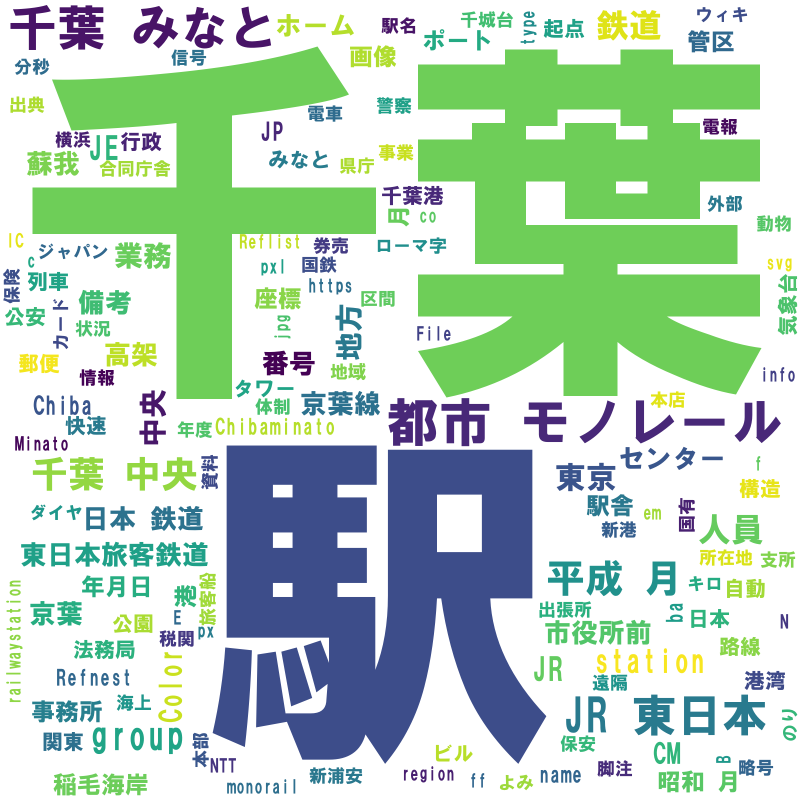 千葉 みなと
ホーム
駅名
千城台
type
起点
鉄道
ウィキ
ポート
管区
信号
画像
分秒
千葉
出典
電車
警察
電報
横浜
JE
行政
JP
蘇我
合同庁舎
みなと
県庁
事業
千葉港
月
co
外部
動物
IC
ジャパン
業務
Reflist
券売
ローマ字
c
pxl
国鉄
https
svg
保険
列車
備考
座標
区間
気象台
公安
カード
状況
jpg
地方
File
高架
郵便
情報
番号
地域
info
Chiba
中央
タワー
京葉線
本店
快速
体制
都市 モノレール
Minato
年度
Chibaminato
千葉 中央
資料
駅
センター
f
東京
構造
ダイヤ
日本 鉄道
駅舎
em
国有
新港
人員
東日本旅客鉄道
所在地
支所
年月日
港
旅客船
平成 月
キロ
自動
railwaystation
京葉
公園
E
px
出張所
ba
日本
N
税関
市役所前
路線
法務局
JR
station
Refnest
Color
遠隔
港湾
事務所
海上
JR 東日本
のり
関東
group
本部
ビル
保安
CM
B
略号
NTT
稲毛海岸
monorail
新浦安
region
ff
よみ
name
脚注
昭和 月